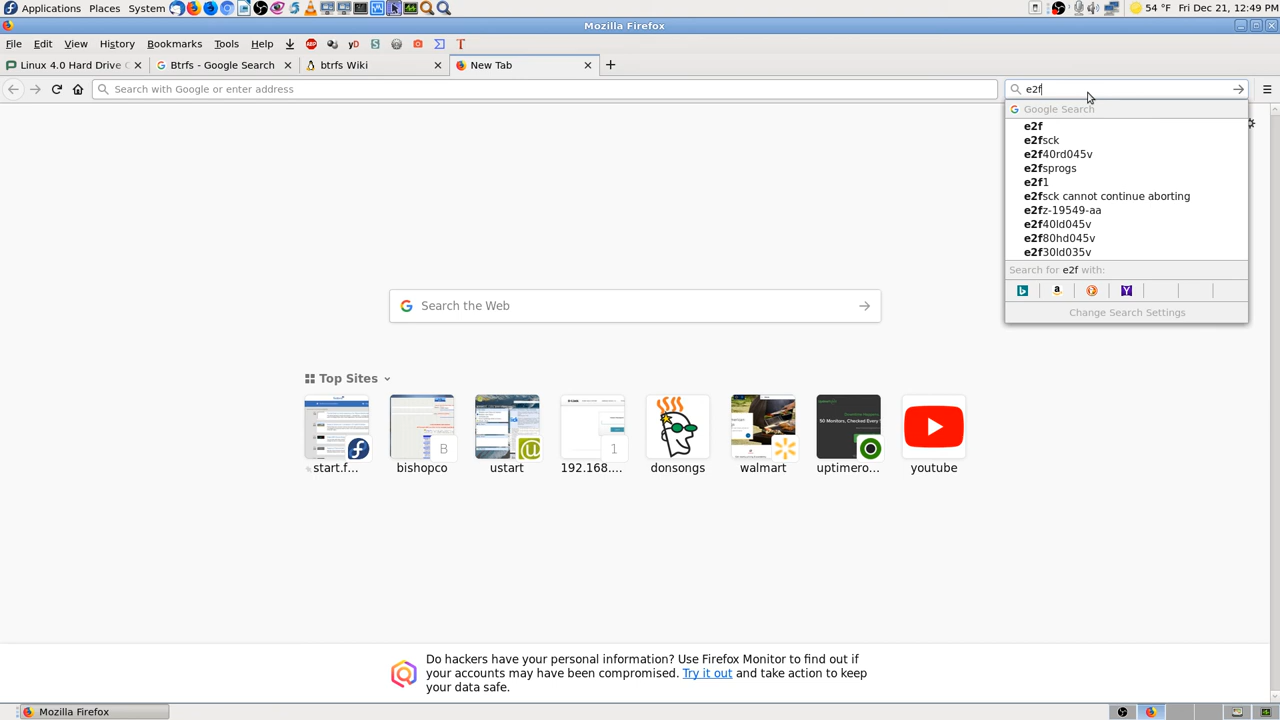 Applications Places System 54 °F Fri Dec 21, 12:49 PM
Mozilla Firefox
File Edit View History Bookmarks Tools Help
Linux 4.0 Hard Drive C Btrfs - Google Search btrfs Wiki New Tab
Search with Google or enter address e2f
Google Search
e2f
e2fsck
e2f40rd045v
e2fsprogs
e2f1
e2fsck cannot continue aborting
e2fz-19549-aa
e2f40ld045v
e2f80hd045v
e2f30ld035v
Search for e2f with:
Change Search Settings
Search the Web
Top Sites
start.f... bishopco ustart 192.168.... donsongs walmart uptimero... youtube
Do hackers have your personal information? Use Firefox Monitor to find out if
your accounts may have been compromised. Try it out and take action to keep
your data safe.
Mozilla Firefox